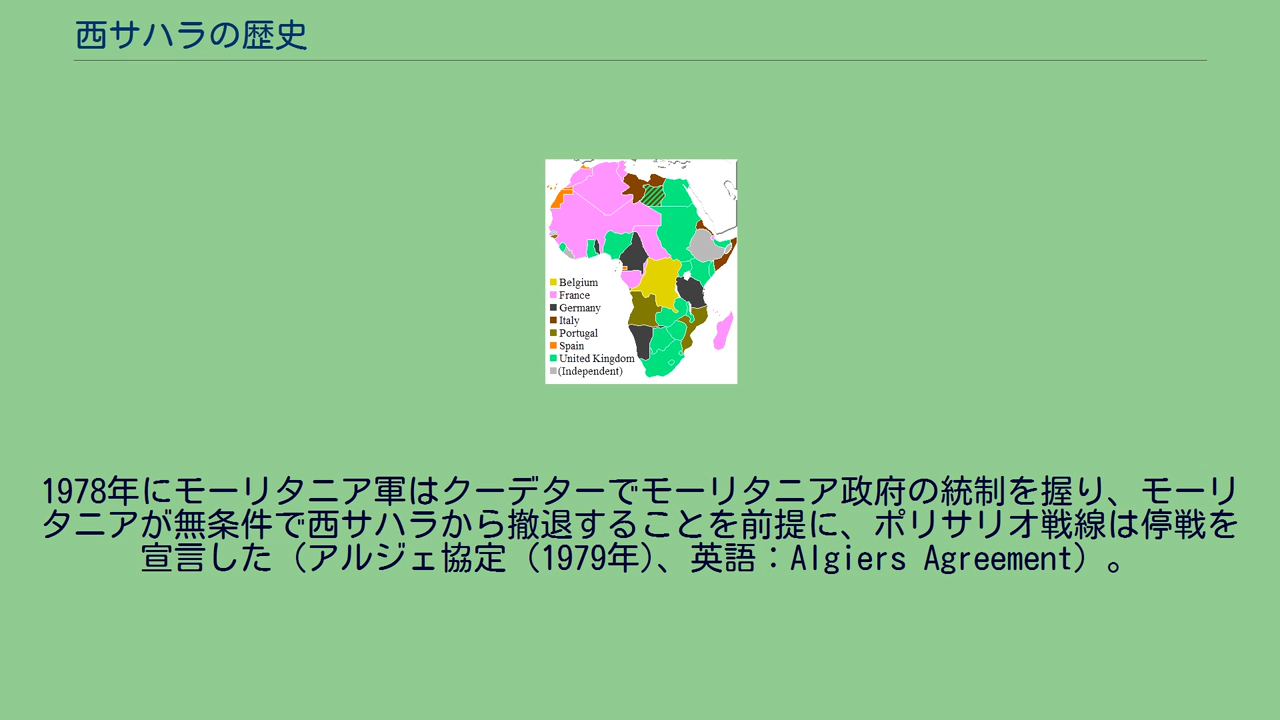 西サハラの歴史
Belgium
France
Germany
Italy
Portugal
Spain
United Kingdom
(Independent)
1978年にモーリタニア軍はクーデターでモーリタニア政府の統制を握り、モーリ
タニアが無条件で西サハラから撤退することを前提に、ポリサリオ戦線は停戦を
宣言した（アルジェ協定（1979年）、英語：Algiers Agreement）。